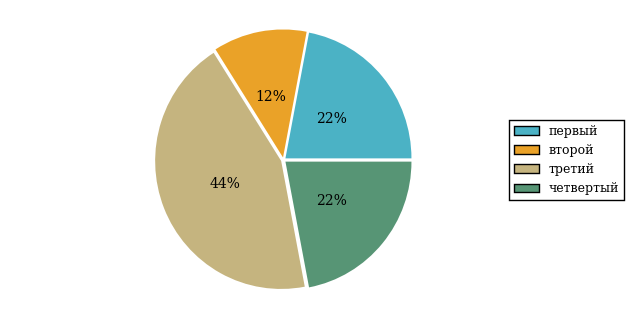 12%
22%
44%
22%
первый
второй
третий
четвертый